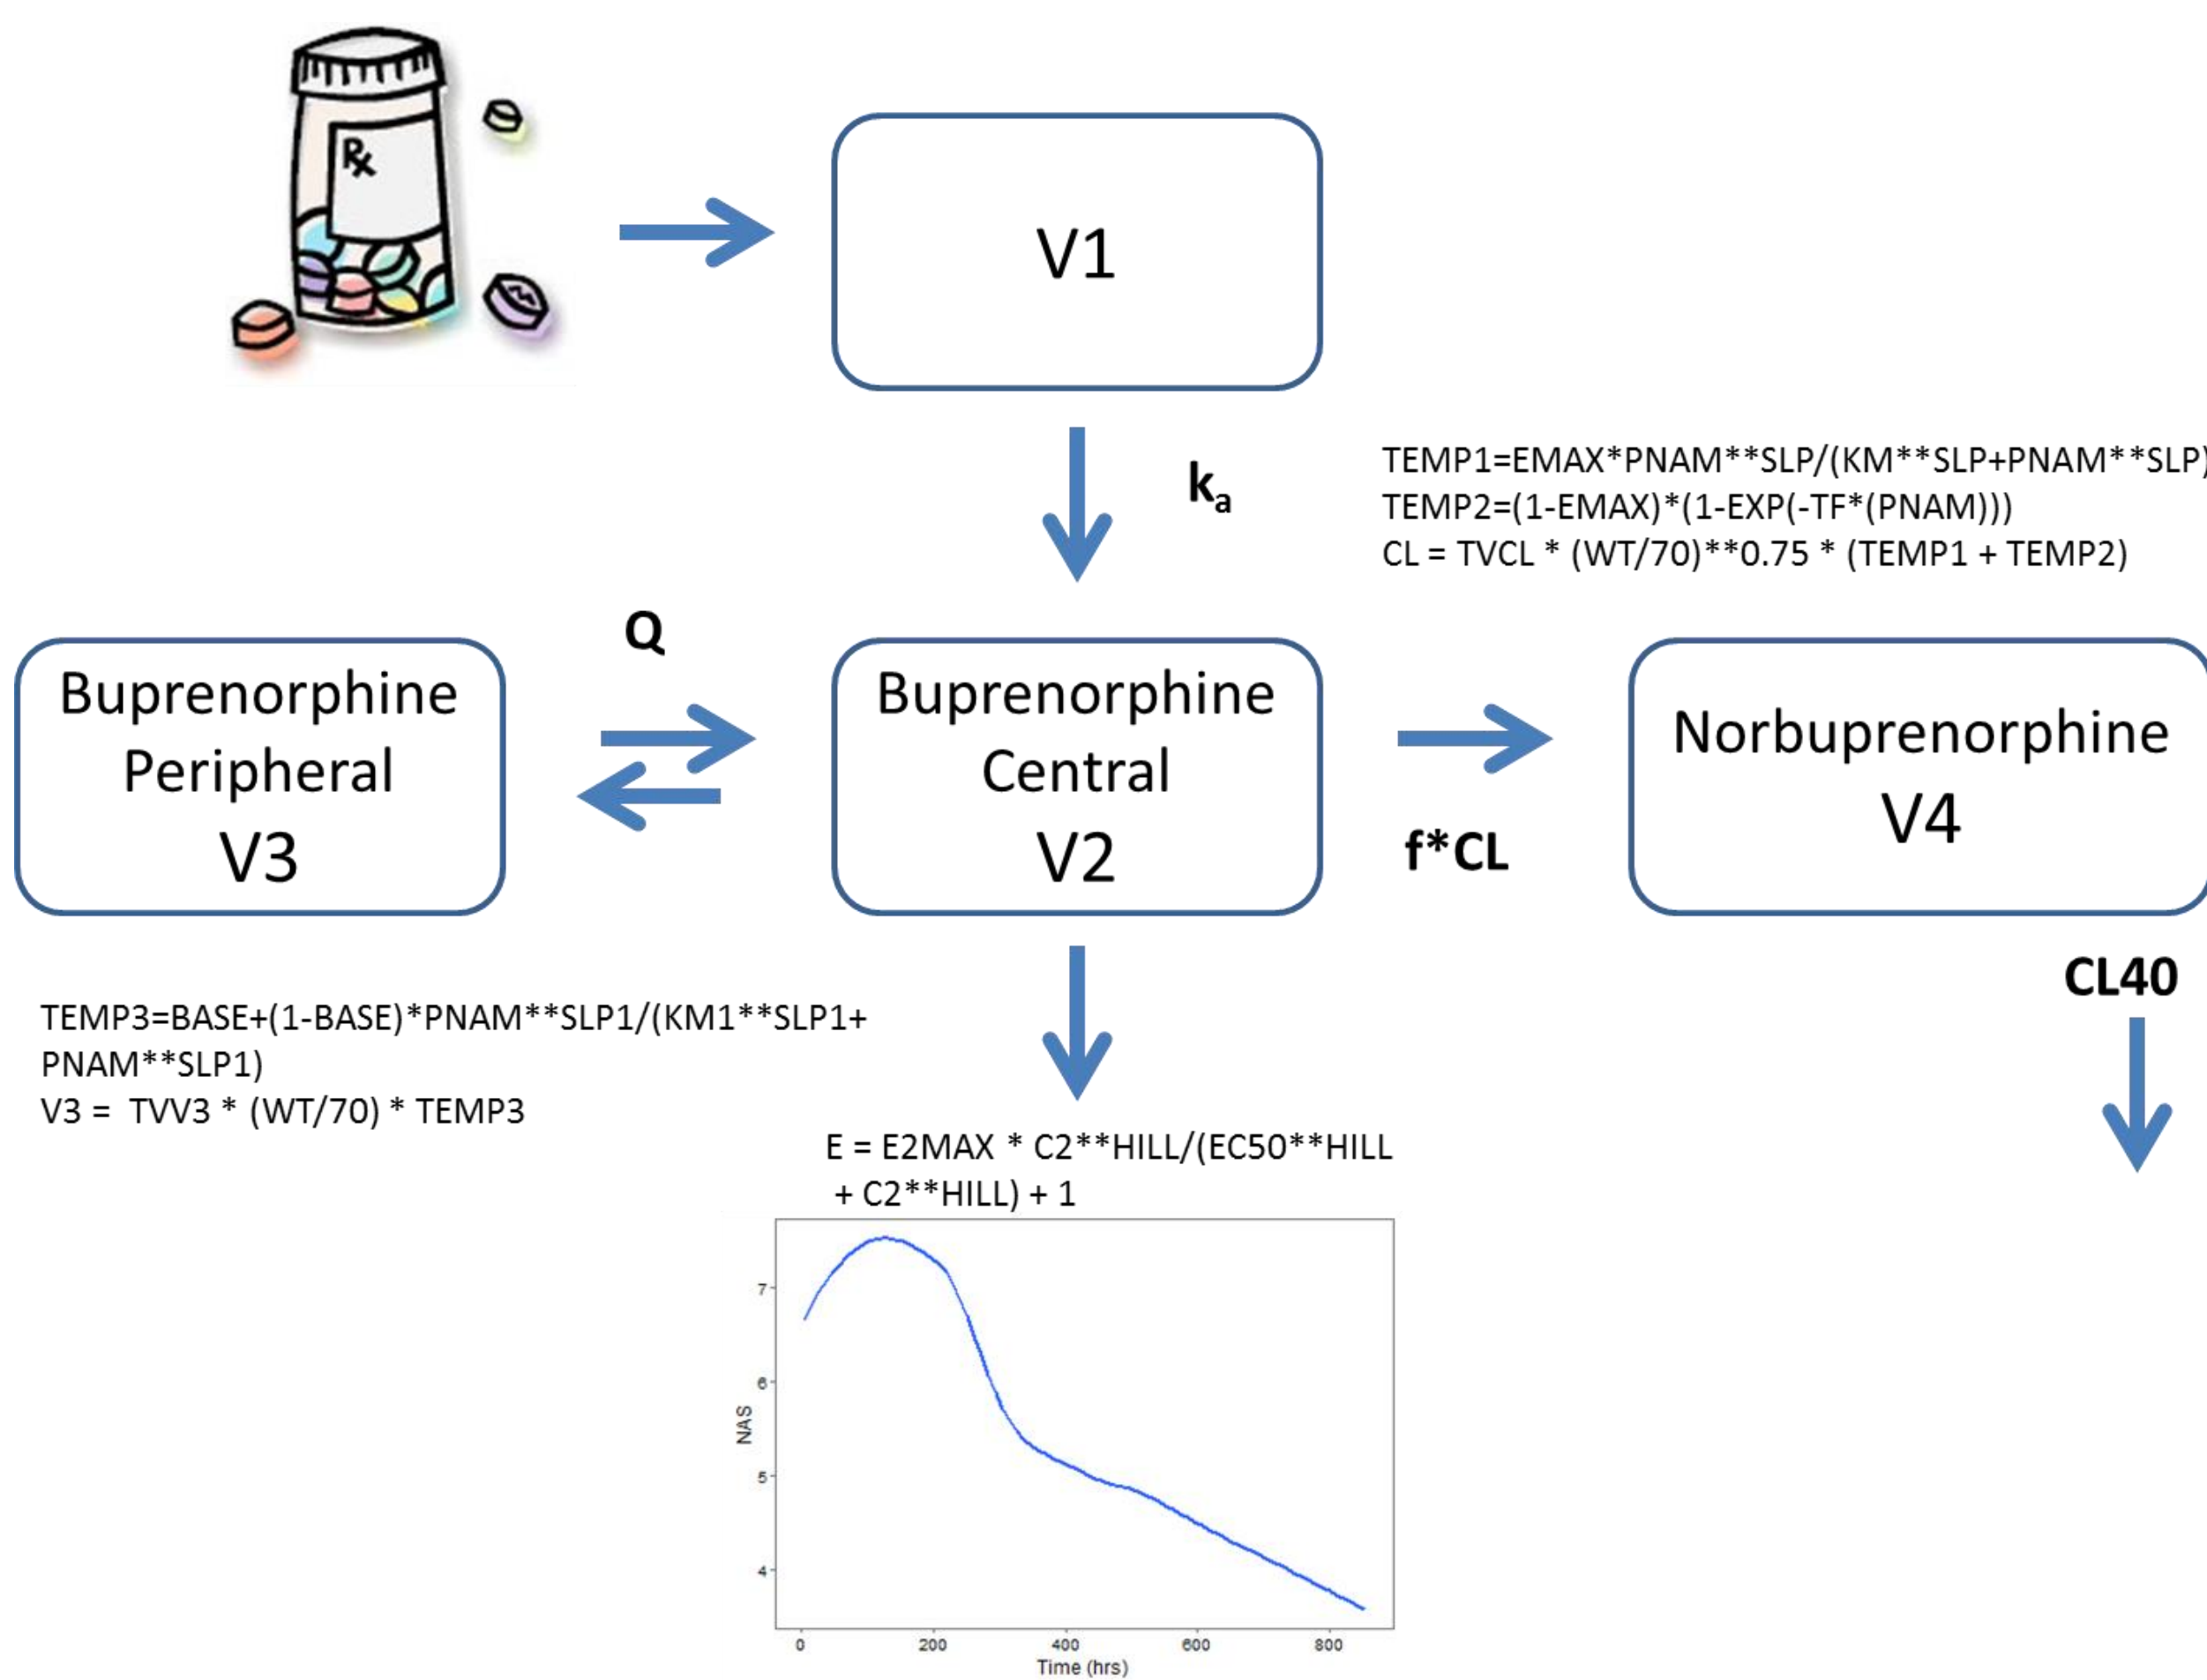 Rx
V1
ka
TEMP1=EMAX*PNAM**SLP/(KM**SLP+PNAM**SLP)
TEMP2=(1-EMAX)*(1-EXP(-TF*(PNAM)))
CL = TVCL * (WT/70)**0.75 * (TEMP1 + TEMP2)
Buprenorphine
Peripheral
V3
Q
Buprenorphine
Central
V2
f*CL
Norbuprenorphine
V4
CL40
TEMP3=BASE+(1-BASE)*PNAM**SLP1/(KM1**SLP1+
PNAM**SLP1)
V3 = TVV3 * (WT/70) * TEMP3
E = E2MAX * C2**HILL/(EC50**HILL
+ C2**HILL) + 1
NAS
7
6
5
4
0 200 400 600 800
Time (hrs)